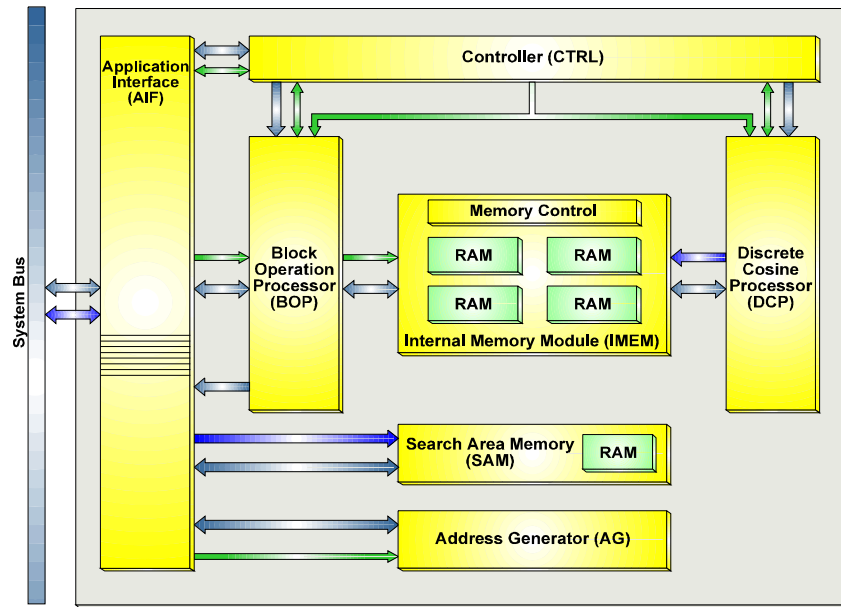 System Bus
Application
Interface
(AIF)
Controller (CTRL)
Block
Operation
Processor
(BOP)
Memory Control
RAM
RAM
RAM
RAM
Internal Memory Module (IMEM)
Discrete
Cosine
Processor
(DCP)
Search Area Memory
(SAM)
RAM
Address Generator (AG)